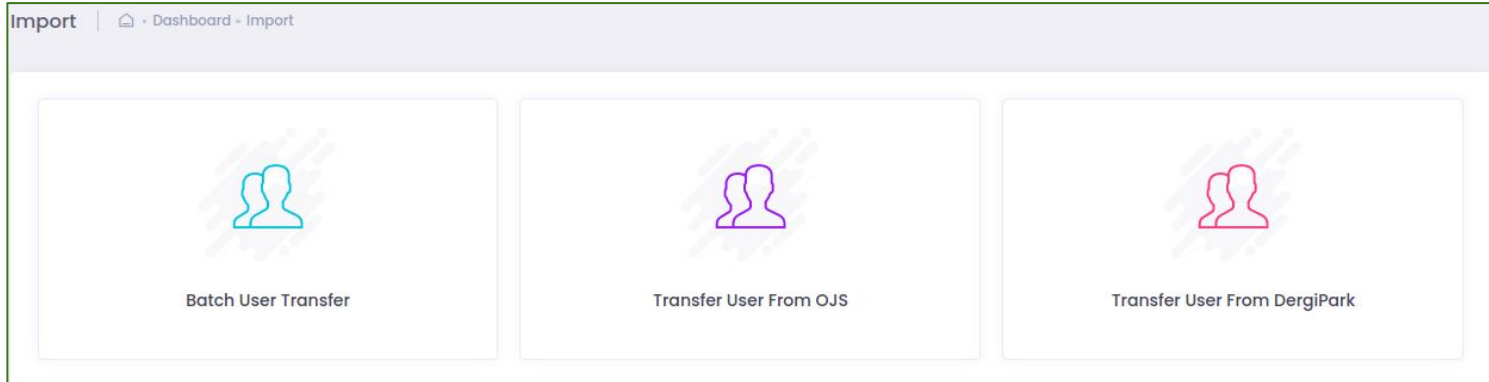 Import
Dashboard - Import
Batch User Transfer
Transfer User From OJS
Transfer User From DergiPark